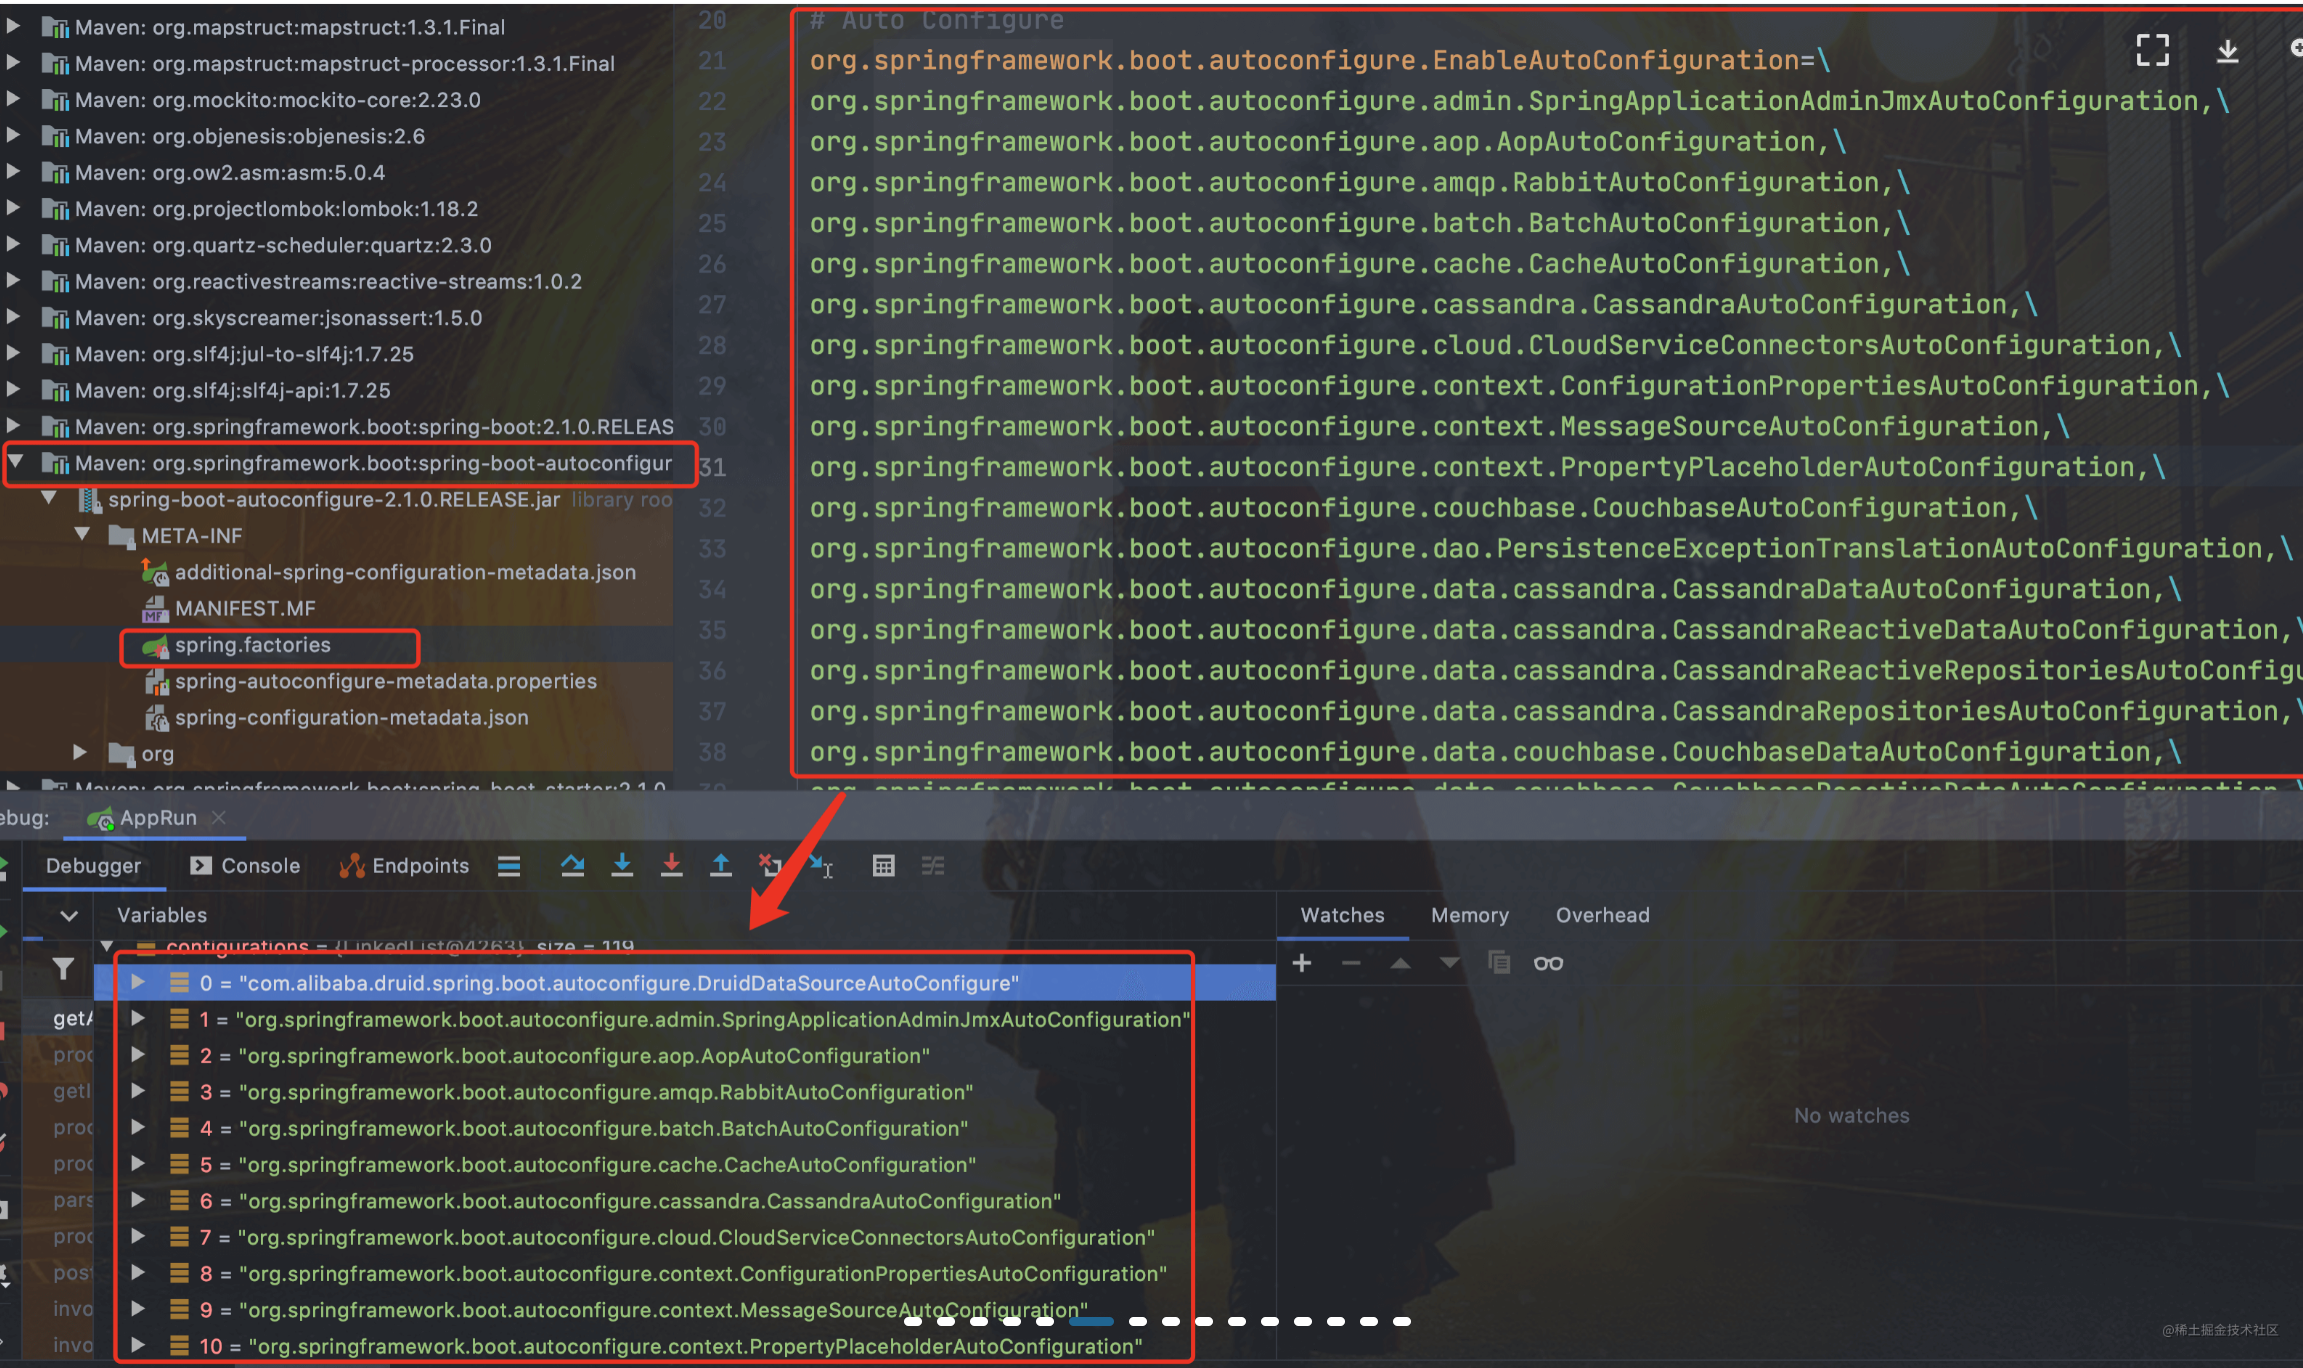 Maven: org.mapstruct:mapstruct:1.3.1.Final
Maven: org.mapstruct:mapstruct-processor:1.3.1.Final
Maven: org.mockito:mockito-core:2.23.0
Maven: org.objenesis:objenesis:2.6
Maven: org.ow2.asm:asm:5.0.4
Maven: org.projectlombok:lombok:1.18.2
Maven: org.quartz-scheduler:quartz:2.3.0
Maven: org.reactivestreams:reactive-streams:1.0.2
Maven: org.skyscreamer:jsonassert:1.5.0
Maven: org.slf4j:jul-to-slf4j:1.7.25
Maven: org.slf4j:slf4j-api:1.7.25
Maven: org.springframework.boot:spring-boot:2.1.0.RELEAS
Maven: org.springframework.boot:spring-boot-autoconfigur
spring-boot-autoconfigure-2.1.0.RELEASE.jar library roo
META-INF
additional-spring-configuration-metadata.json
MANIFEST.MF
spring.factories
spring-autoconfigure-metadata.properties
spring-configuration-metadata.json
org
Maven: org.springframework.boot:spring-boot-starter:2.1.0
20 # Auto Configure
21 org.springframework.boot.autoconfigure.EnableAutoConfiguration=\
22 org.springframework.boot.autoconfigure.admin.SpringApplicationAdminJmxAutoConfiguration,\
23 org.springframework.boot.autoconfigure.aop.AopAutoConfiguration,\
24 org.springframework.boot.autoconfigure.amqp.RabbitAutoConfiguration,\
25 org.springframework.boot.autoconfigure.batch.BatchAutoConfiguration,\
26 org.springframework.boot.autoconfigure.cache.CacheAutoConfiguration,\
27 org.springframework.boot.autoconfigure.cassandra.CassandraAutoConfiguration,\
28 org.springframework.boot.autoconfigure.cloud.CloudServiceConnectorsAutoConfiguration,\
29 org.springframework.boot.autoconfigure.context.ConfigurationPropertiesAutoConfiguration,\
30 org.springframework.boot.autoconfigure.context.MessageSourceAutoConfiguration,\
31 org.springframework.boot.autoconfigure.context.PropertyPlaceholderAutoConfiguration,\
32 org.springframework.boot.autoconfigure.couchbase.CouchbaseAutoConfiguration,\
33 org.springframework.boot.autoconfigure.dao.PersistenceExceptionTranslationAutoConfiguration,\
34 org.springframework.boot.autoconfigure.data.cassandra.CassandraDataAutoConfiguration,\
35 org.springframework.boot.autoconfigure.data.cassandra.CassandraReactiveDataAutoConfiguration,\
36 org.springframework.boot.autoconfigure.data.cassandra.CassandraReactiveRepositoriesAutoConfigu
37 org.springframework.boot.autoconfigure.data.cassandra.CassandraRepositoriesAutoConfiguration,\
38 org.springframework.boot.autoconfigure.data.couchbase.CouchbaseDataAutoConfiguration,\
39 org.springframework.boot.autoconfigure.data.couchbase.CouchbaseReactiveDataAutoConfiguration,\
ebug: AppRun
Debugger Console Endpoints
Variables
configurations = {LinkedList@4263} size = 119
0 = "com.alibaba.druid.spring.boot.autoconfigure.DruidDataSourceAutoConfigure"
1 = "org.springframework.boot.autoconfigure.admin.SpringApplicationAdminJmxAutoConfiguration"
2 = "org.springframework.boot.autoconfigure.aop.AopAutoConfiguration"
3 = "org.springframework.boot.autoconfigure.amqp.RabbitAutoConfiguration"
4 = "org.springframework.boot.autoconfigure.batch.BatchAutoConfiguration"
5 = "org.springframework.boot.autoconfigure.cache.CacheAutoConfiguration"
6 = "org.springframework.boot.autoconfigure.cassandra.CassandraAutoConfiguration"
7 = "org.springframework.boot.autoconfigure.cloud.CloudServiceConnectorsAutoConfiguration"
8 = "org.springframework.boot.autoconfigure.context.ConfigurationPropertiesAutoConfiguration"
9 = "org.springframework.boot.autoconfigure.context.MessageSourceAutoConfiguration"
10 = "org.springframework.boot.autoconfigure.context.PropertyPlaceholderAutoConfiguration"
getA
proc
getI
proc
proc
pars
proc
post
invo
invo
Watches Memory Overhead
No watches
@稀土掘金技术社区